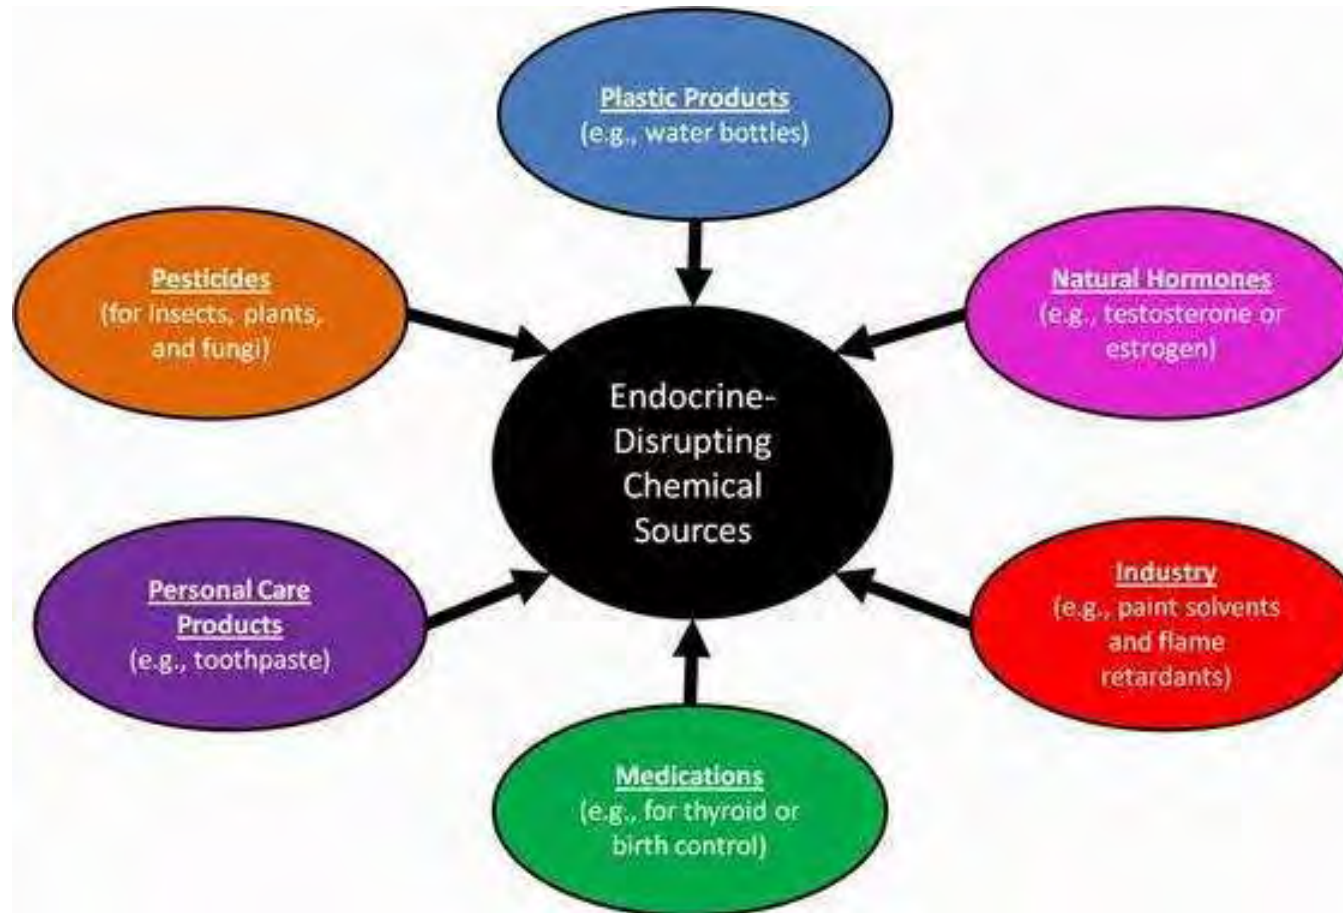 Plastic Products
(e.g., water bottles)
Pesticides
(for insects, plants,
and fungi)
Natural Hormones
(e.g., testosterone or
estrogen)
Endocrine-
Disrupting
Chemical
Sources
Personal Care
Products
(e.g., toothpaste)
Industry
(e.g., paint solvents
and flame
retardants)
Medications
(e.g., for thyroid or
birth control)